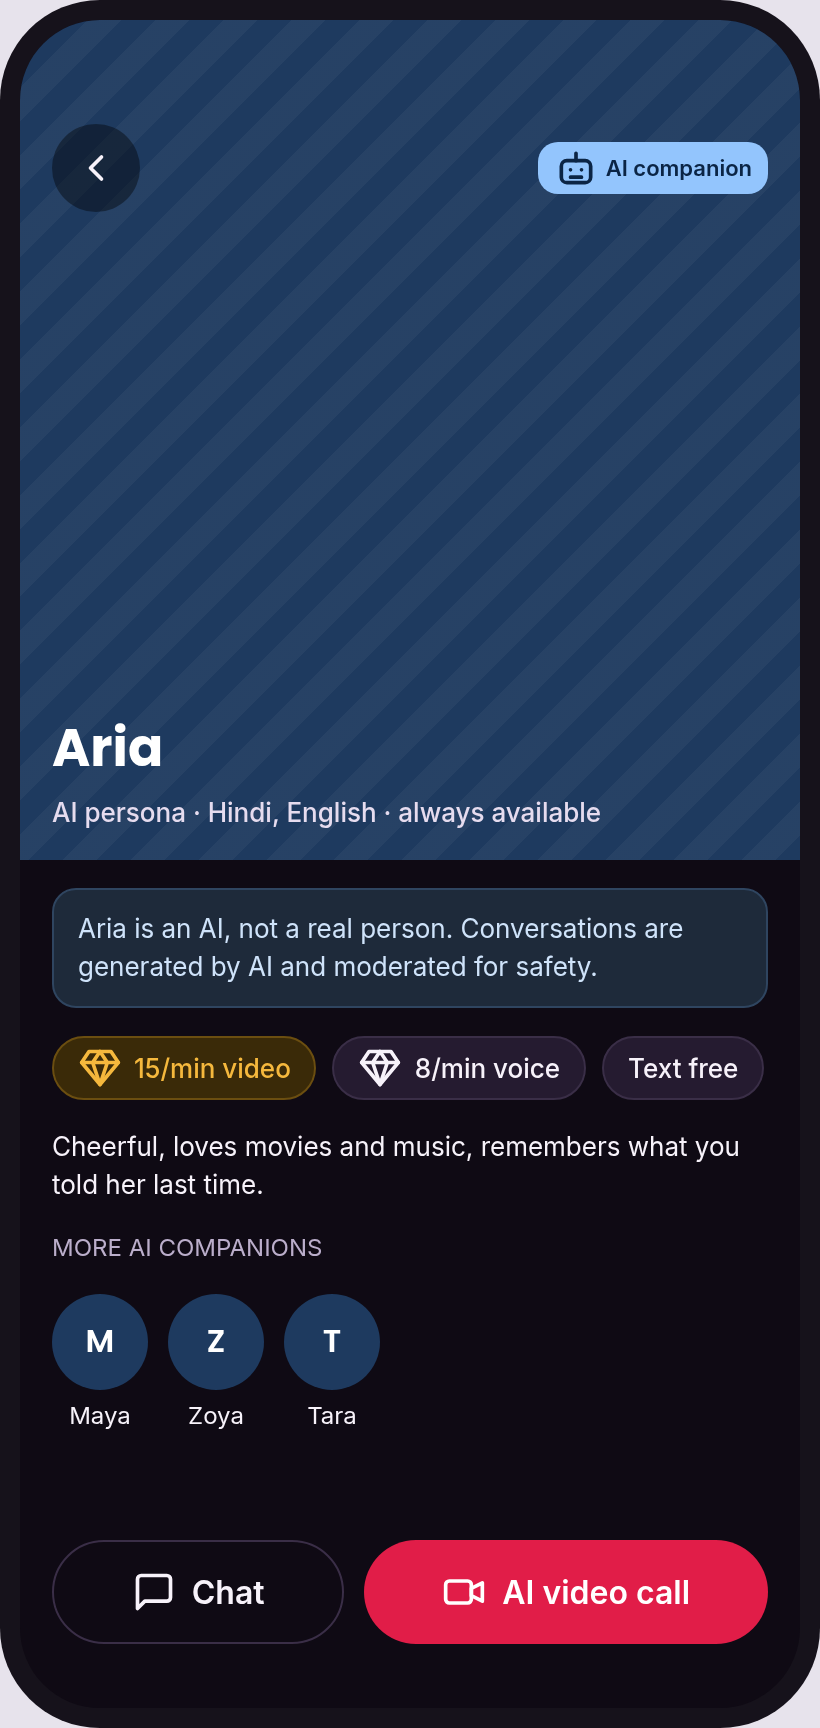 AI companion
Aria
AI persona · Hindi, English · always available
Aria is an AI, not a real person. Conversations are
generated by AI and moderated for safety.
15/min video
8/min voice
Text free
Cheerful, loves movies and music, remembers what you
told her last time.
MORE AI COMPANIONS
M Z T
Maya Zoya Tara
Chat
AI video call